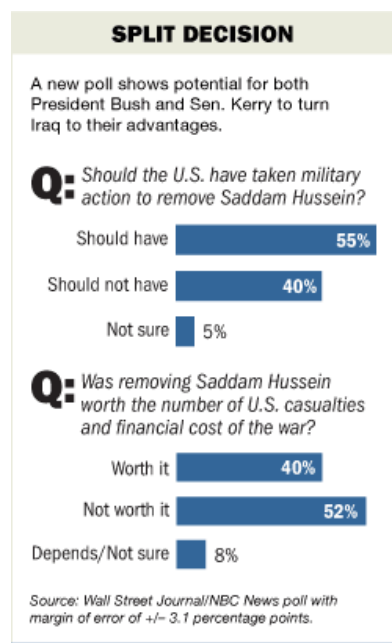 SPLIT DECISION
A new poll shows potential for both
President Bush and Sen. Kerry to turn
Iraq to their advantages.
Q: Should the U.S. have taken military
action to remove Saddam Hussein?
Should have 55%
Should not have 40%
Not sure 5%
Q: Was removing Saddam Hussein
worth the number of U.S. casualties
and financial cost of the war?
Worth it 40%
Not worth it 52%
Depends/Not sure 8%
Source: Wall Street Journal/NBC News poll with
margin of error of +/– 3.1 percentage points.